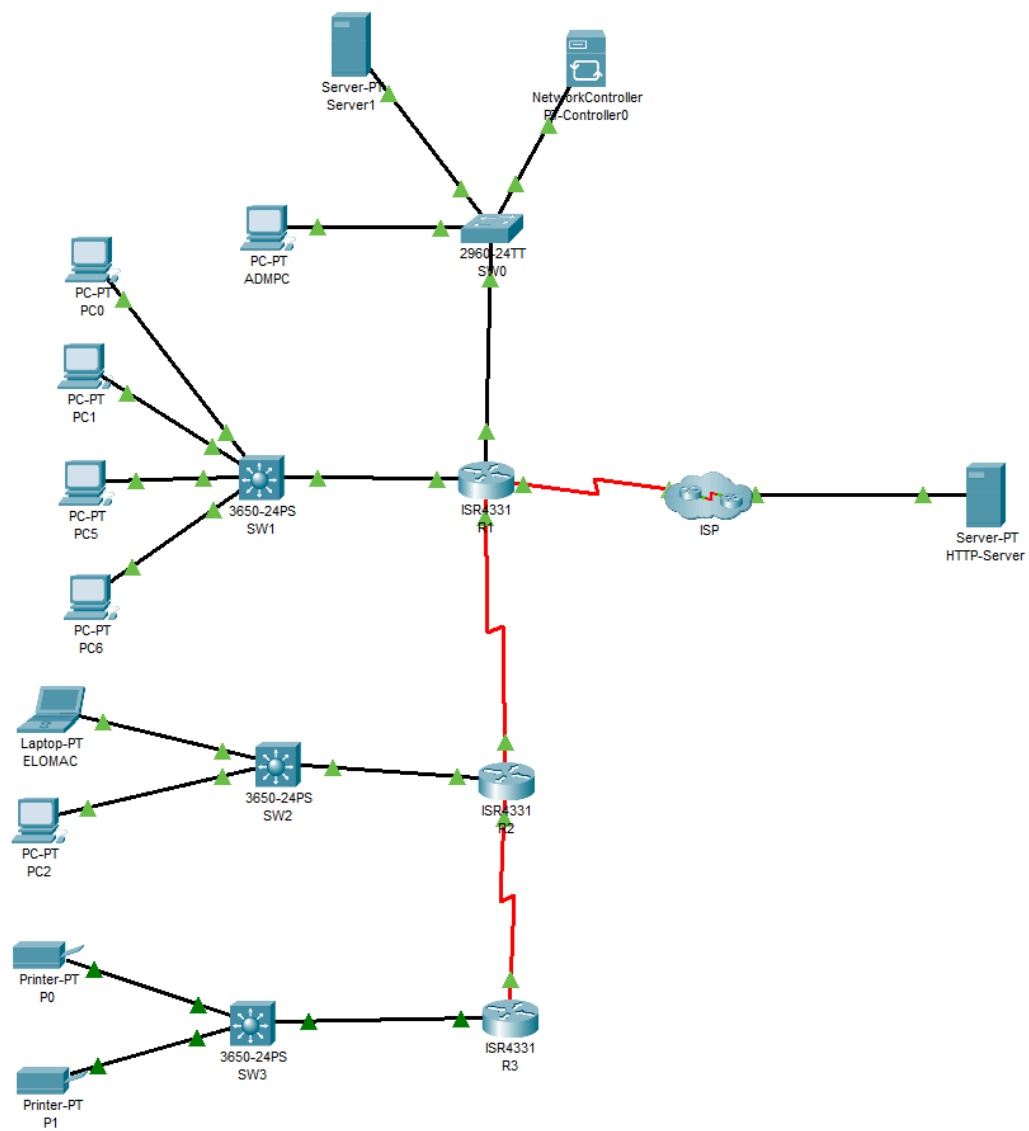 Server-PT
Server1
NetworkController
PT-Controller0
PC-PT
ADMPC
2960-24TT
SW0
PC-PT
PC0
PC-PT
PC1
PC-PT
PC5
PC-PT
PC6
3650-24PS
SW1
ISR4331
R1
ISP
Server-PT
HTTP-Server
Laptop-PT
ELOMAC
PC-PT
PC2
3650-24PS
SW2
ISR4331
R2
Printer-PT
P0
Printer-PT
P1
3650-24PS
SW3
ISR4331
R3